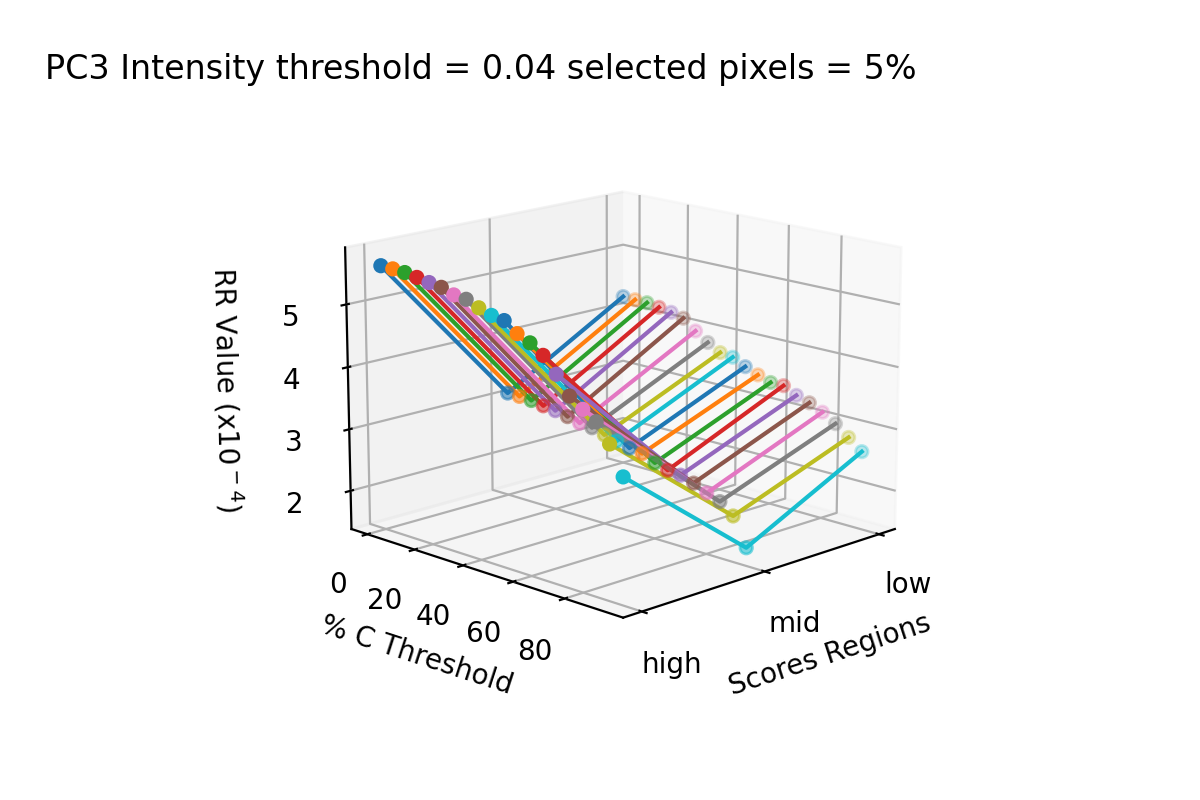 PC3 Intensity threshold = 0.04 selected pixels = 5%
RR Value (x10⁻⁴)
5
4
3
2
0
20
40
60
80
% C Threshold
high
mid
low
Scores Regions